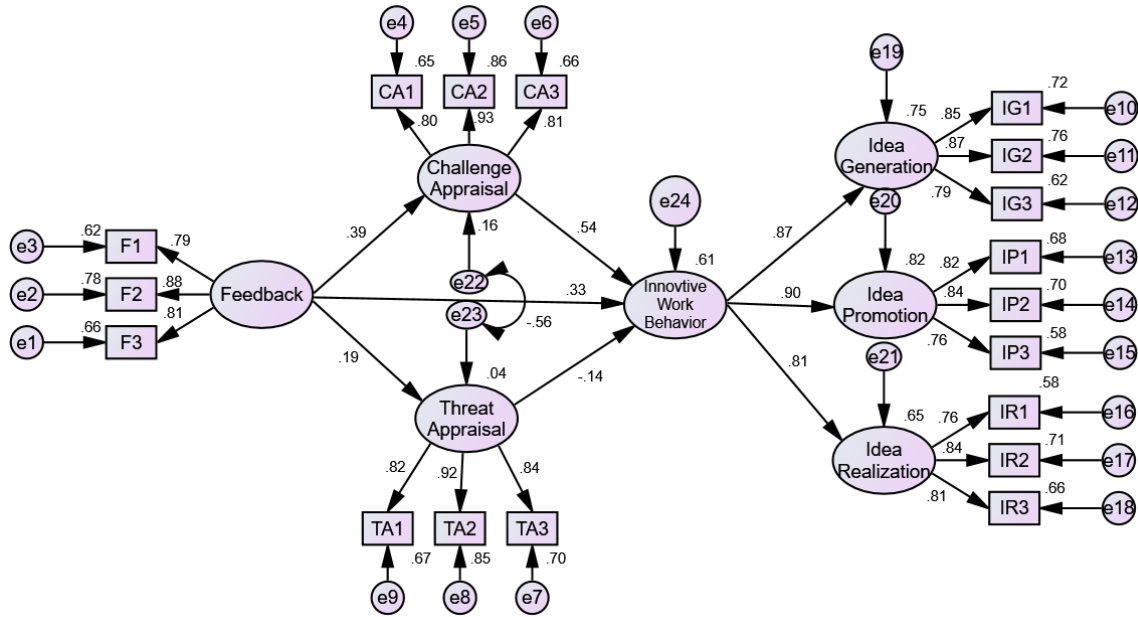 e4 e5 e6
.65 .86 .66
CA1 CA2 CA3
.80 .93 .81
Challenge
Appraisal
.16
e22
e23
-.56
.39
.19
.33
.54
-.14
e3 .62 F1 .79
e2 .78 F2 .88
e1 .66 F3 .81
Feedback
.04
Threat
Appraisal
.82 .92 .84
TA1 TA2 TA3
.67 .85 .70
e9 e8 e7
e24
.61
Innovtive
Work
Behavior
.87
.90
.81
e19
.75
Idea
Generation
.85 IG1 .72 e10
.87 IG2 .76 e11
.79 IG3 .62 e12
e20
.82
Idea
Promotion
.82 IP1 .68 e13
.84 IP2 .70 e14
.76 IP3 .58 e15
e21
.65
Idea
Realization
.76 IR1 .58 e16
.84 IR2 .71 e17
.81 IR3 .66 e18